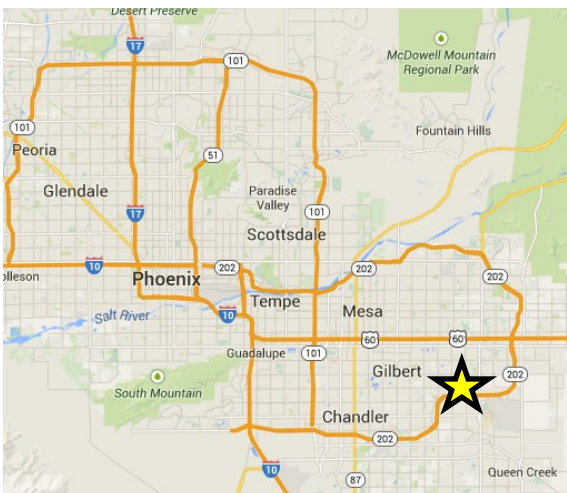 Desert Preserve
17
101
McDowell Mountain
Regional Park
101
Fountain Hills
Peoria
51
Glendale
Paradise
Valley
17
101
Scottsdale
10
202
202
202
olleson
Phoenix
Tempe
Mesa
Salt River
10
60
60
Guadalupe
101
Gilbert
202
South Mountain
Chandler
202
10
87
Queen Creek